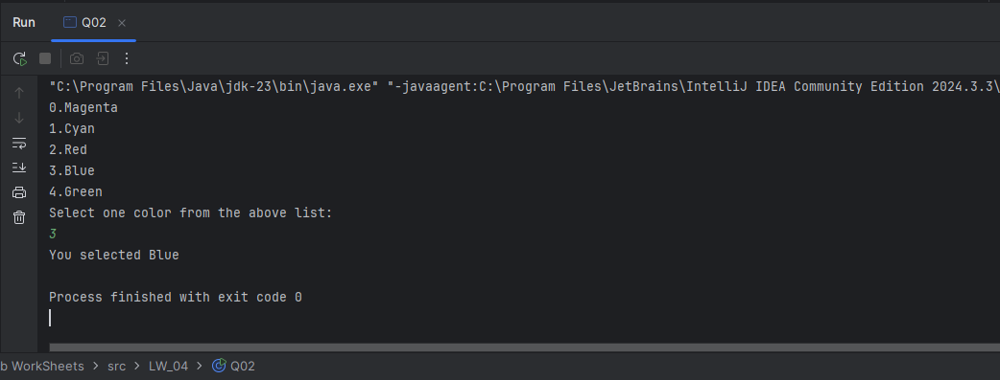 Run Q02
"C:\Program Files\Java\jdk-23\bin\java.exe" "-javaagent:C:\Program Files\JetBrains\IntelliJ IDEA Community Edition 2024.3.3\
0.Magenta
1.Cyan
2.Red
3.Blue
4.Green
Select one color from the above list:
3
You selected Blue
Process finished with exit code 0
b WorkSheets > src > LW_04 > Q02